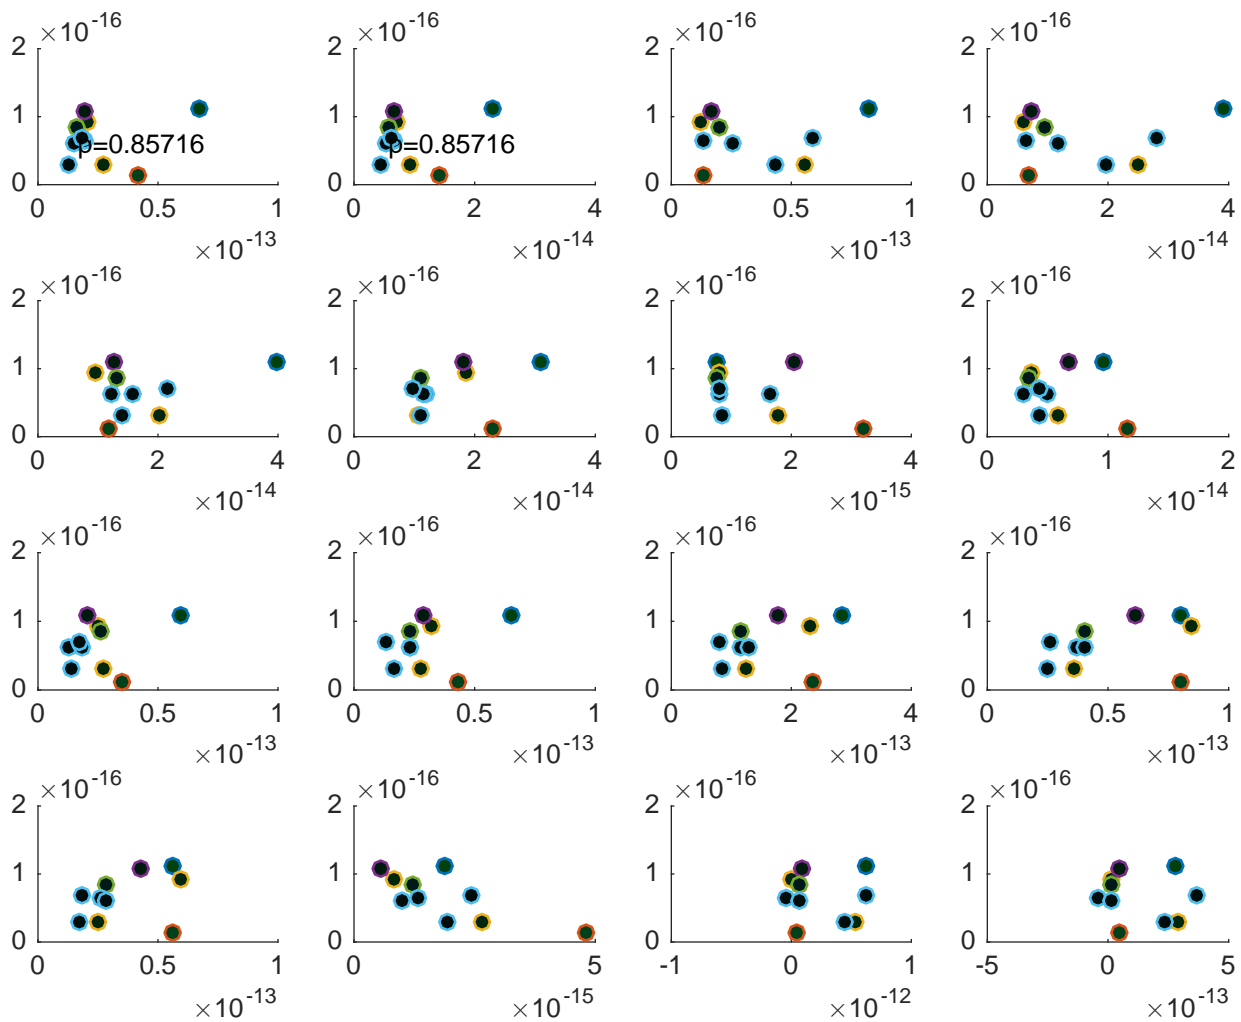 ×10-16 ×10-16 ×10-16 ×10-16
2 2 2 2
1 1 1 1
p=0.85716 p=0.85716
0 0 0 0
0 0.5 1 0 2 4 0 0.5 1 0 2 4
×10-13 ×10-14 ×10-13 ×10-14
×10-16 ×10-16 ×10-16 ×10-16
2 2 2 2
1 1 1 1
0 0 0 0
0 2 4 0 2 4 0 2 4 0 1 2
×10-14 ×10-14 ×10-15 ×10-14
×10-16 ×10-16 ×10-16 ×10-16
2 2 2 2
1 1 1 1
0 0 0 0
0 0.5 1 0 0.5 1 0 2 4 0 0.5 1
×10-13 ×10-13 ×10-13 ×10-13
×10-16 ×10-16 ×10-16 ×10-16
2 2 2 2
1 1 1 1
0 0 0 0
0 0.5 1 0 5 -1 0 1 -5 0 5
×10-13 ×10-15 ×10-12 ×10-13